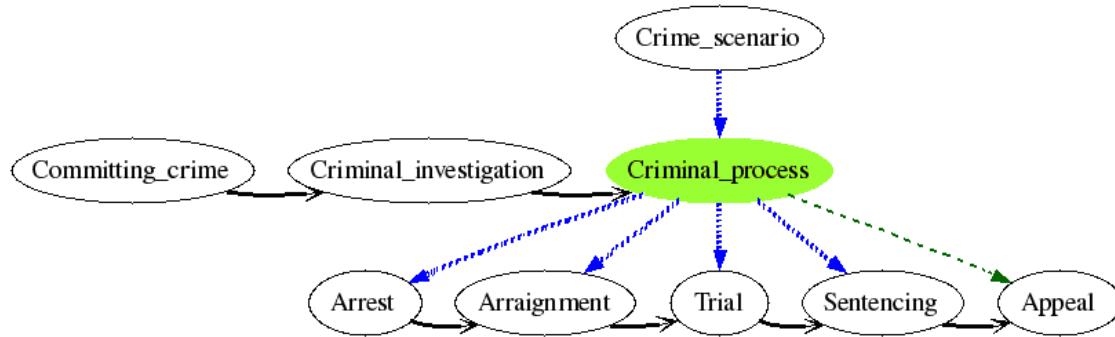 Crime_scenario
Committing_crime
Criminal_investigation
Criminal_process
Arrest
Arraignment
Trial
Sentencing
Appeal